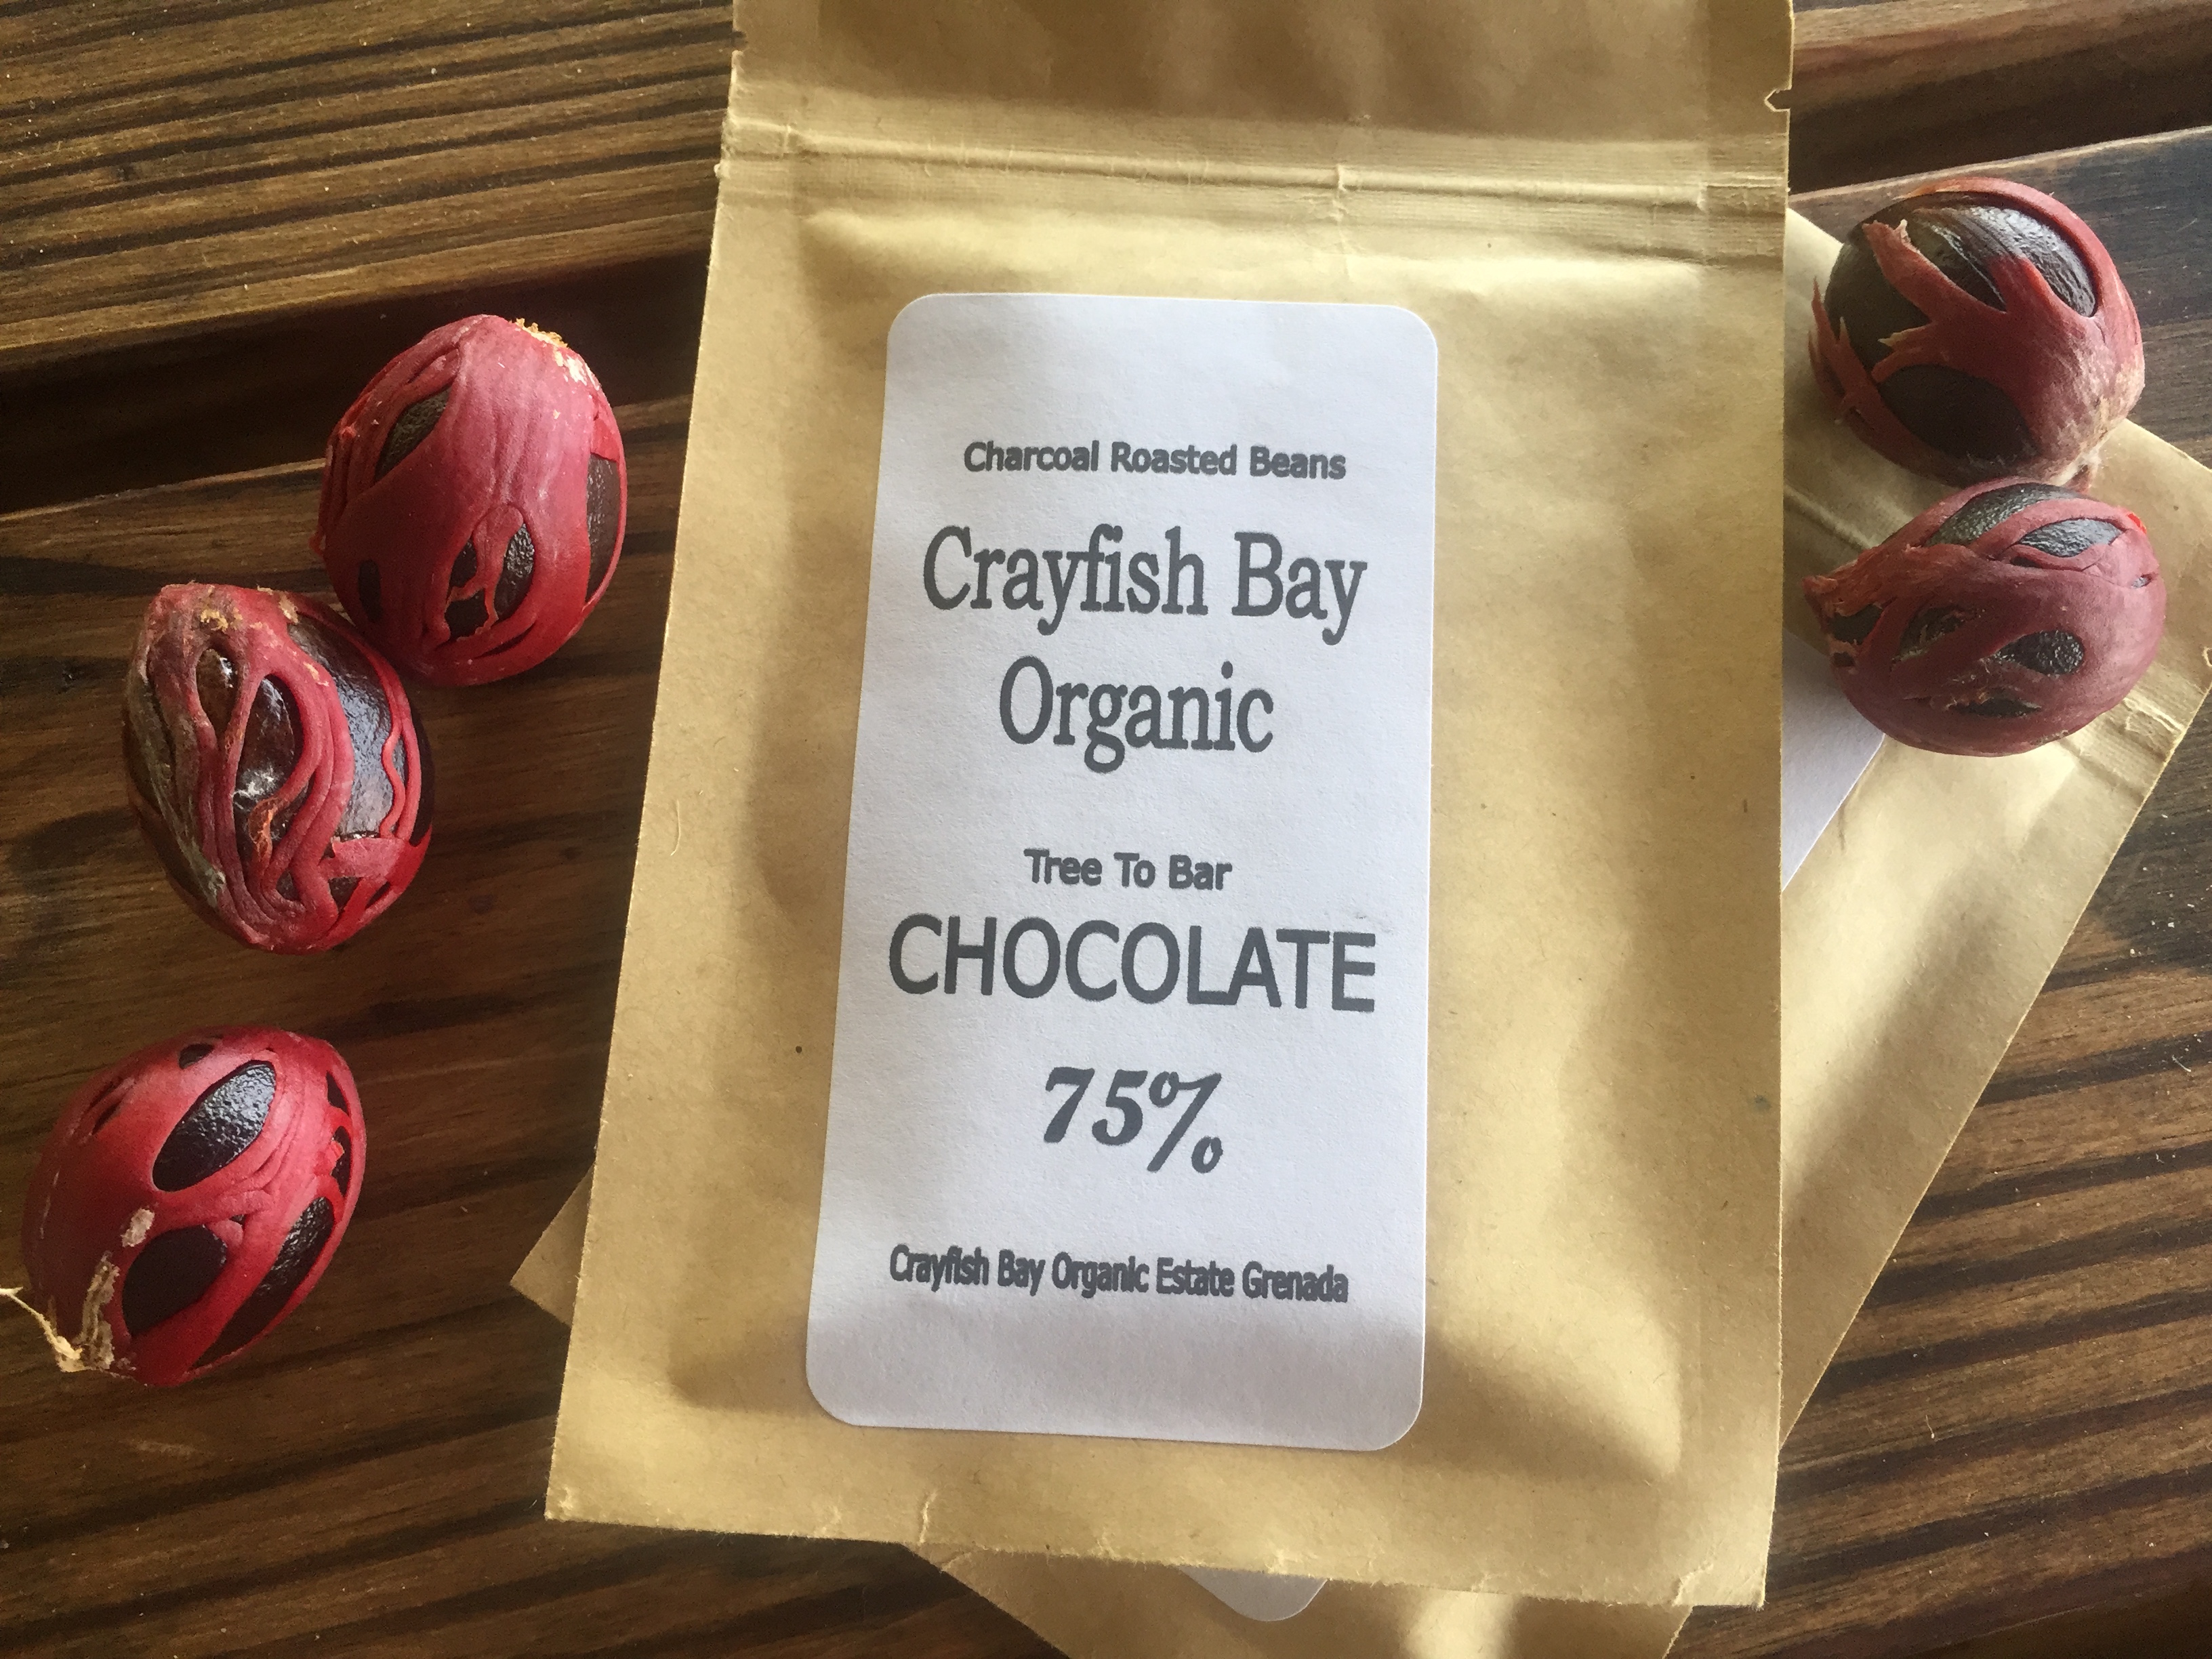 Charcoal Roasted Beans
Crayfish Bay
Organic
Tree To Bar
CHOCOLATE
75%
Crayfish Bay Organic Estate Grenada